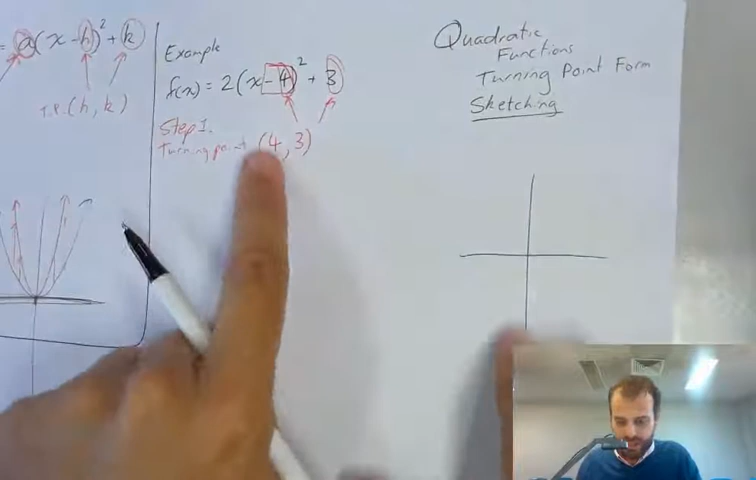 = a(x-h)² + k
T.P.(h, k)
Example
f(x) = 2(x-4)² + 3
Step 1.
Turning point (4, 3)
Quadratic
Functions
Turning Point Form
Sketching